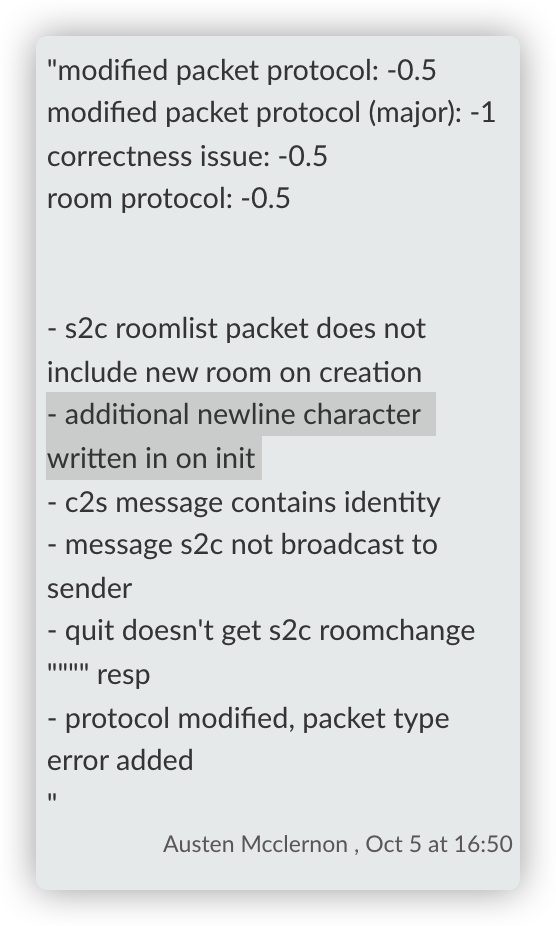 "modified packet protocol: -0.5
modified packet protocol (major): -1
correctness issue: -0.5
room protocol: -0.5
- s2c roomlist packet does not
include new room on creation
- additional newline character
written in on init
- c2s message contains identity
- message s2c not broadcast to
sender
- quit doesn't get s2c roomchange
"""" resp
- protocol modified, packet type
error added
"
Austen Mcclernon , Oct 5 at 16:50